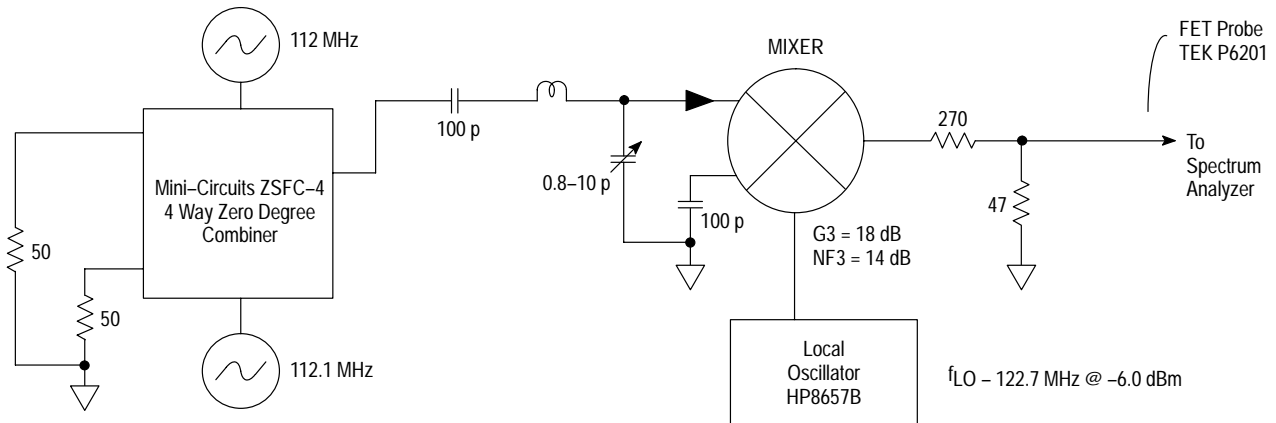 112 MHz
MIXER
FET Probe
TEK P6201
100 p
270
To
Spectrum
Analyzer
0.8–10 p
Mini–Circuits ZSFC–4
4 Way Zero Degree
Combiner
100 p
47
50
G3 = 18 dB
NF3 = 14 dB
50
112.1 MHz
Local
Oscillator
HP8657B
fLO – 122.7 MHz @ –6.0 dBm